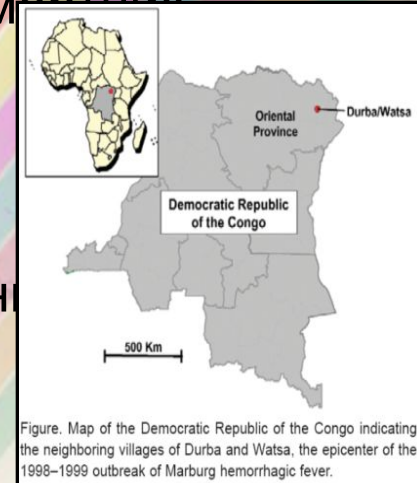 M
Oriental
Province
Durba/Watsa
Democratic Republic
of the Congo
H
500 Km
Figure. Map of the Democratic Republic of the Congo indicating
the neighboring villages of Durba and Watsa, the epicenter of the
1998–1999 outbreak of Marburg hemorrhagic fever.